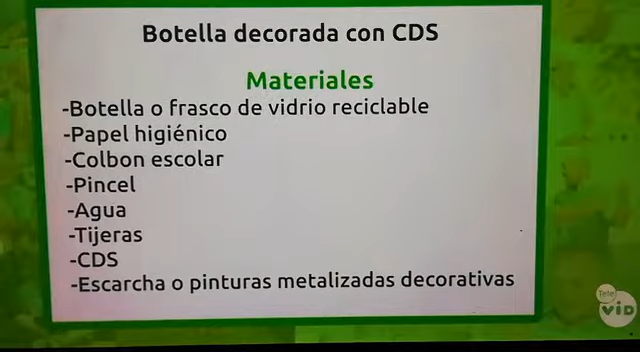 Botella decorada con CDS
Materiales
-Botella o frasco de vidrio reciclable
-Papel higiénico
-Colbon escolar
-Pincel
-Agua
-Tijeras
-CDS
-Escarcha o pinturas metalizadas decorativas
Tele
ViD